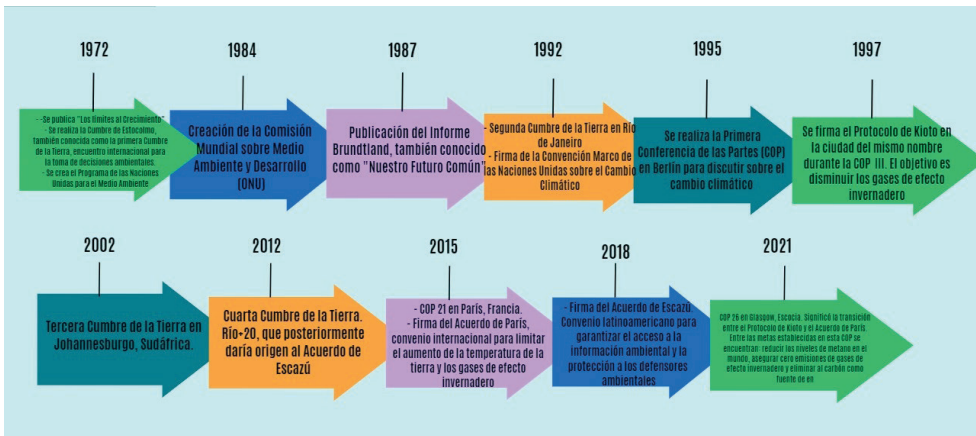 1972
- -Se publica "Los límites al Crecimiento"
- Se realiza la Cumbre de Estocolmo,
también conocida como la primera Cumbre
de la Tierra, encuentro internacional para
la toma de decisiones ambientales.
- Se crea el Programa de las Naciones
Unidas para el Medio Ambiente
1984
Creación de la Comisión
Mundial sobre Medio
Ambiente y Desarrollo
(ONU)
1987
Publicación del Informe
Brundtland, también conocido
como "Nuestro Futuro Común"
1992
- Segunda Cumbre de la Tierra en Río
de Janeiro
- Firma de la Convención Marco de
las Naciones Unidas sobre el Cambio
Climático
1995
Se realiza la Primera
Conferencia de las Partes (COP)
en Berlín para discutir sobre el
cambio climático
1997
Se firma el Protocolo de Kioto en
la ciudad del mismo nombre
durante la COP III. El objetivo es
disminuir los gases de efecto
invernadero
2002
Tercera Cumbre de la Tierra en
Johannesburgo, Sudáfrica.
2012
Cuarta Cumbre de la Tierra.
Río+20, que posteriormente
daría origen al Acuerdo de
Escazú
2015
- COP 21 en París, Francia.
- Firma del Acuerdo de París,
convenio internacional para limitar
el aumento de la temperatura de la
tierra y los gases de efecto
invernadero
2018
- Firma del Acuerdo de Escazú.
Convenio latinoamericano para
garantizar el acceso a la
información ambiental y la
protección a los defensores
ambientales
2021
COP 26 en Glasgow, Escocia. Significó la transición
entre el Protocolo de Kioto y el Acuerdo de París.
Entre las metas establecidas en esta COP se
encuentran: reducir los niveles de metano en el
mundo, asegurar cero emisiones de gases de
efecto invernadero y eliminar al carbón como
fuente de en